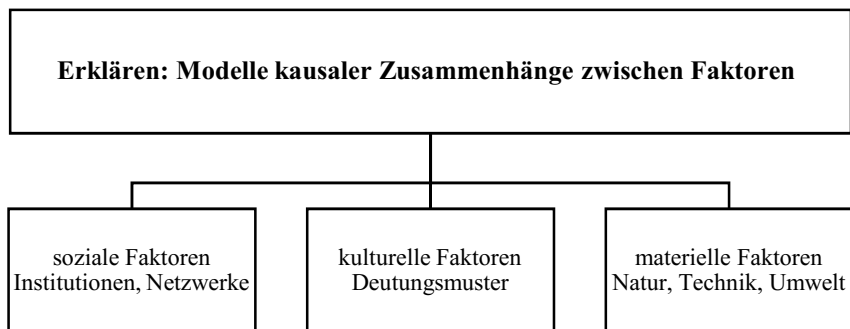 Erklären: Modelle kausaler Zusammenhänge zwischen Faktoren
soziale Faktoren
Institutionen, Netzwerke
kulturelle Faktoren
Deutungsmuster
materielle Faktoren
Natur, Technik, Umwelt